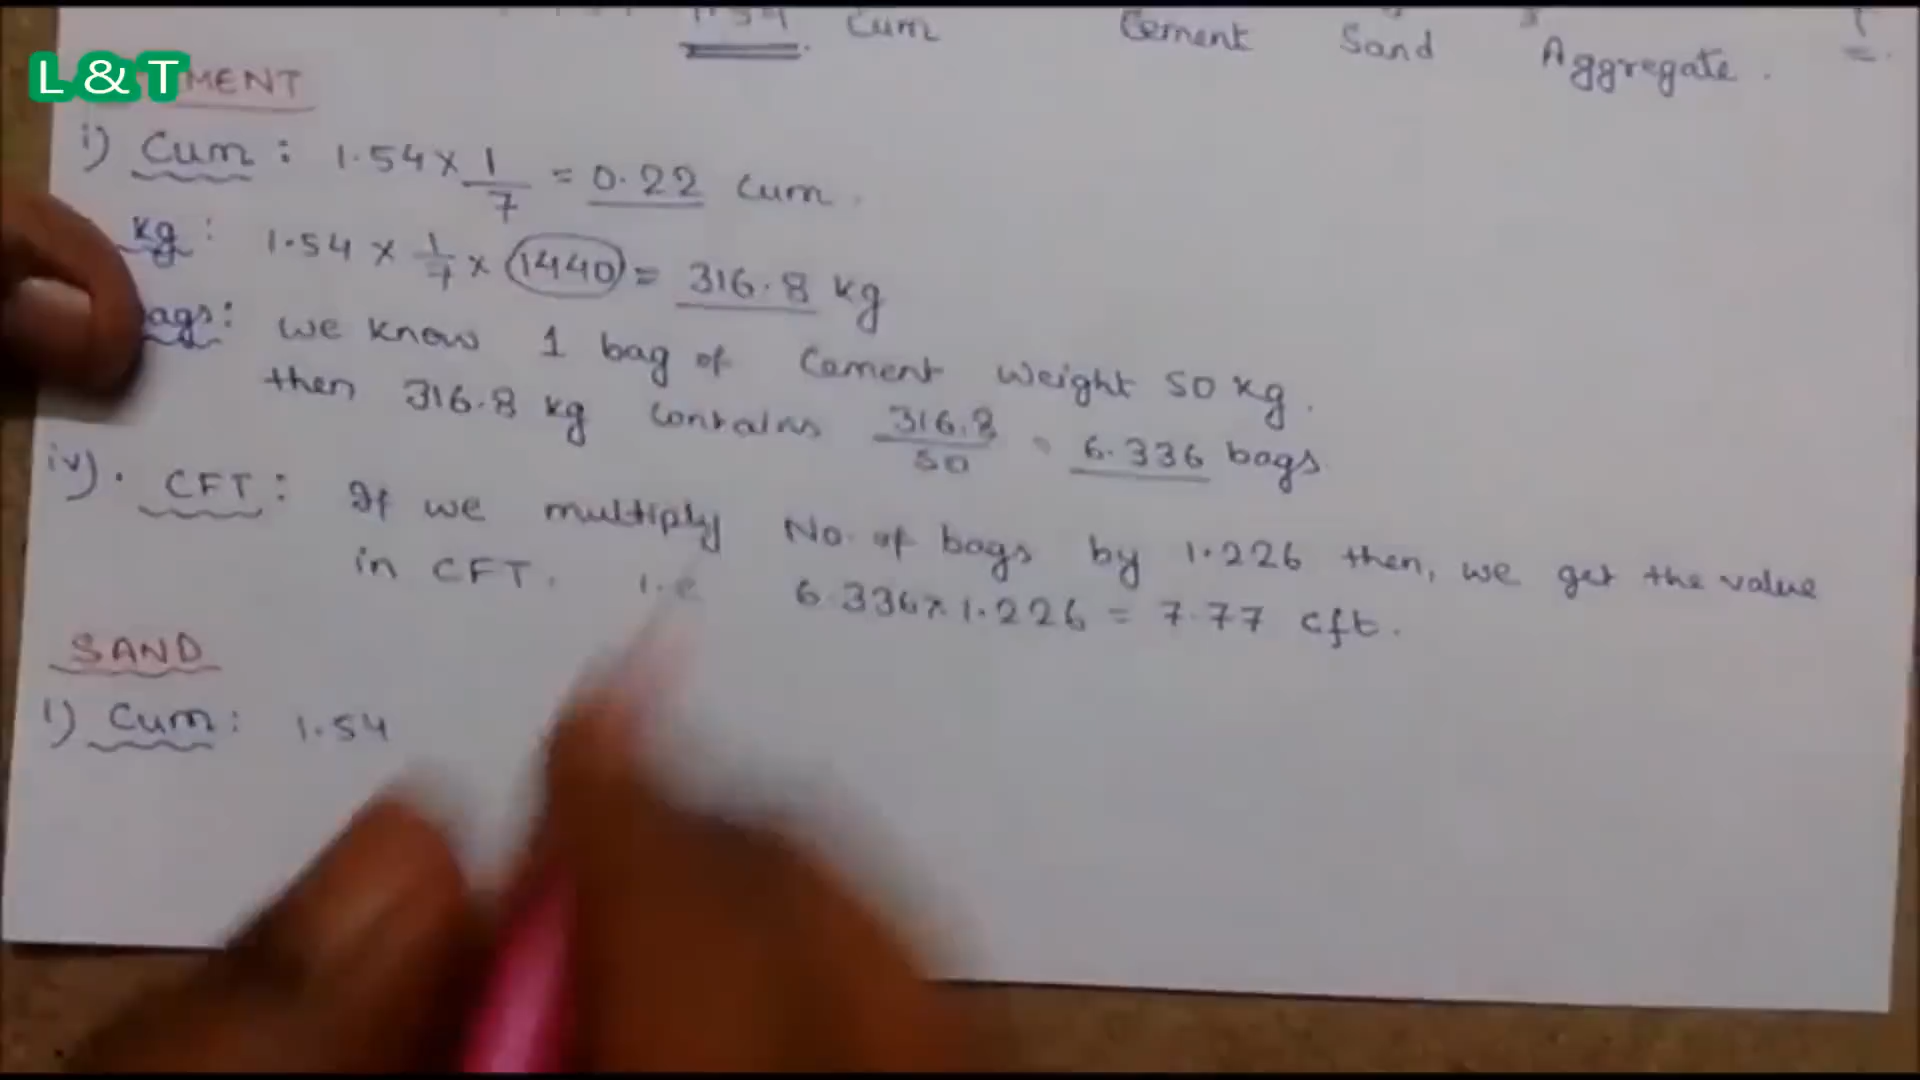 1.54 Cum Cement Sand Aggregate.
L & T
MENT
i) Cum: 1.54 x 1/7 = 0.22 Cum.
kg: 1.54 x 1/7 x 1440 = 316.8 kg
ags: we know 1 bag of Cement weight 50 kg.
then 316.8 kg contains 316.8/50 = 6.336 bags
iv). CFT: If we multiply No. of bags by 1.226 then, we get the value
in CFT. i.e 6.336x1.226 = 7.77 cft.
SAND
i) Cum: 1.54